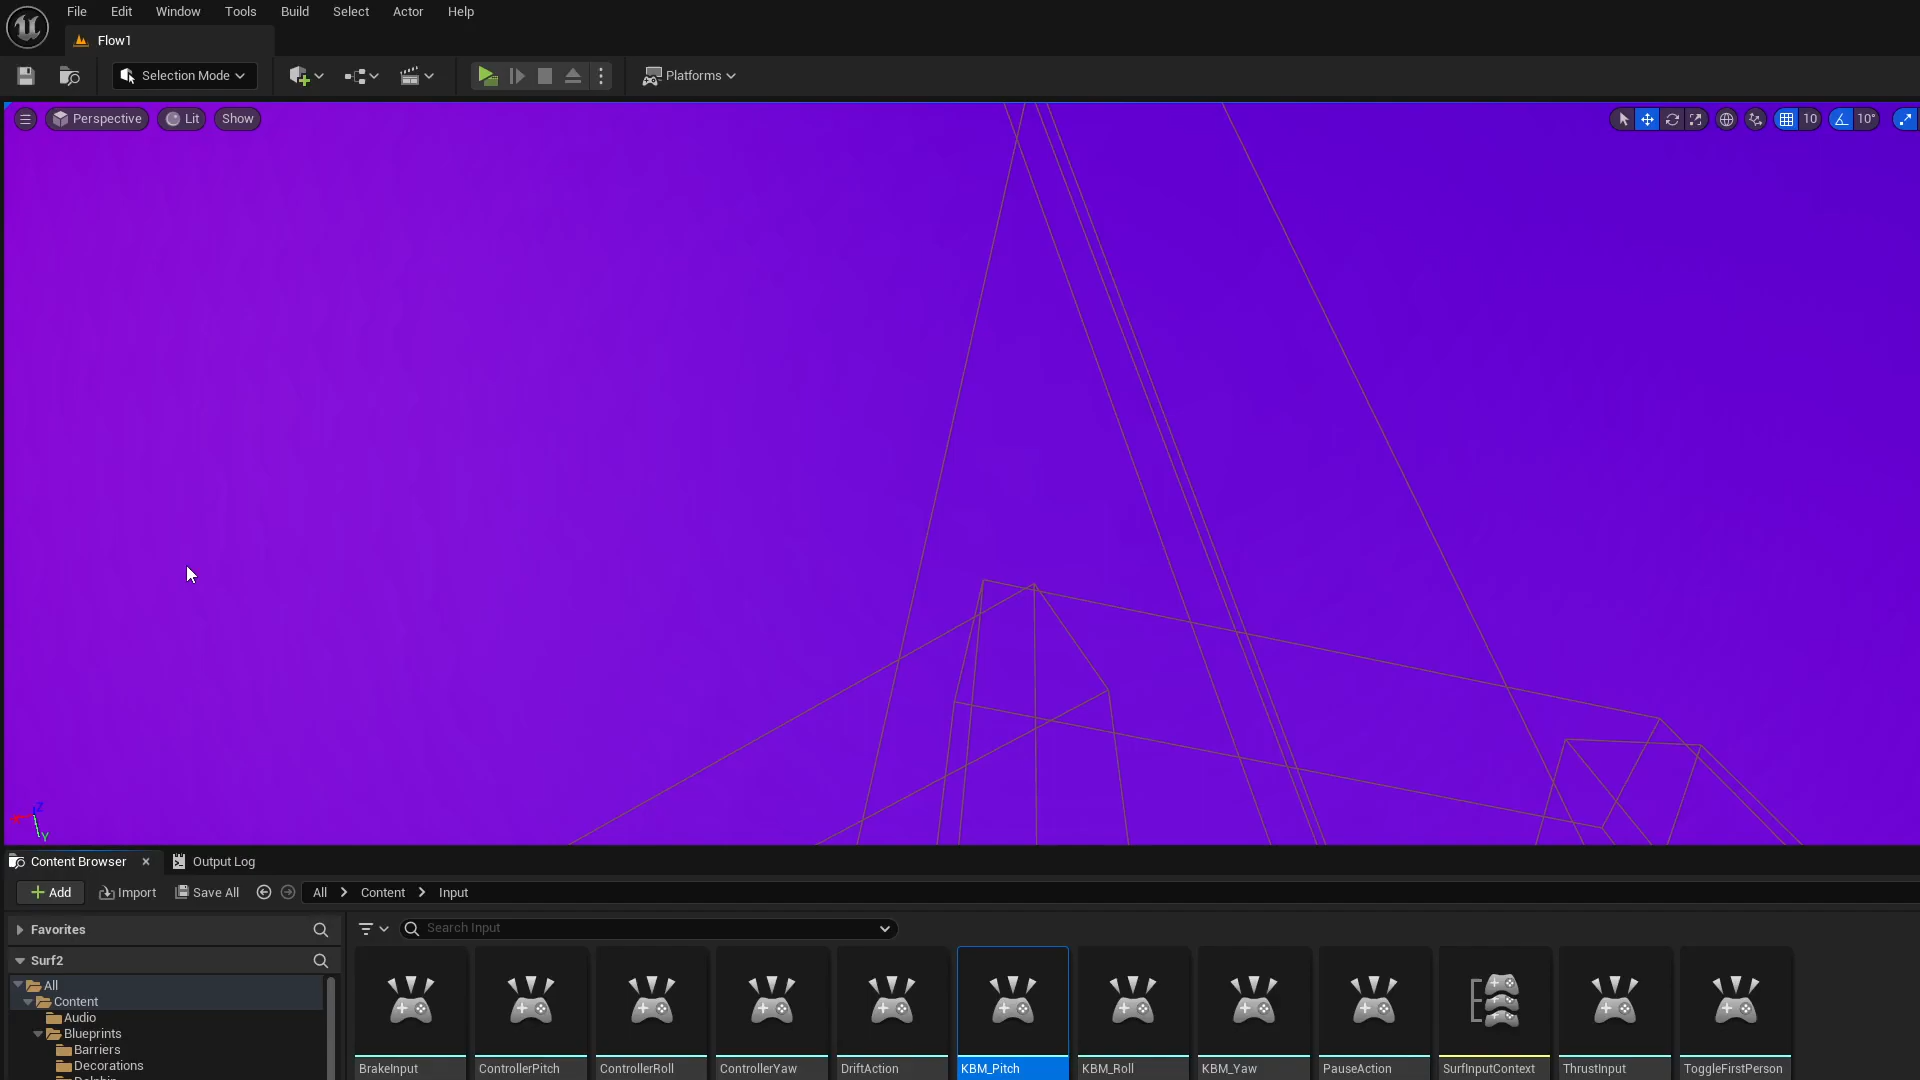 File Edit Window Tools Build Select Actor Help
Flow1
Selection Mode Platforms
Perspective Lit Show 10 10°
Z
Y
Content Browser Output Log
Add Import Save All All Content Input
Favorites Search Input
Surf2
All
Content
Audio
Blueprints
Barriers
Decorations
BrakeInput ControllerPitch ControllerRoll ControllerYaw DriftAction KBM_Pitch KBM_Roll KBM_Yaw PauseAction SurfInputContext ThrustInput ToggleFirstPerson